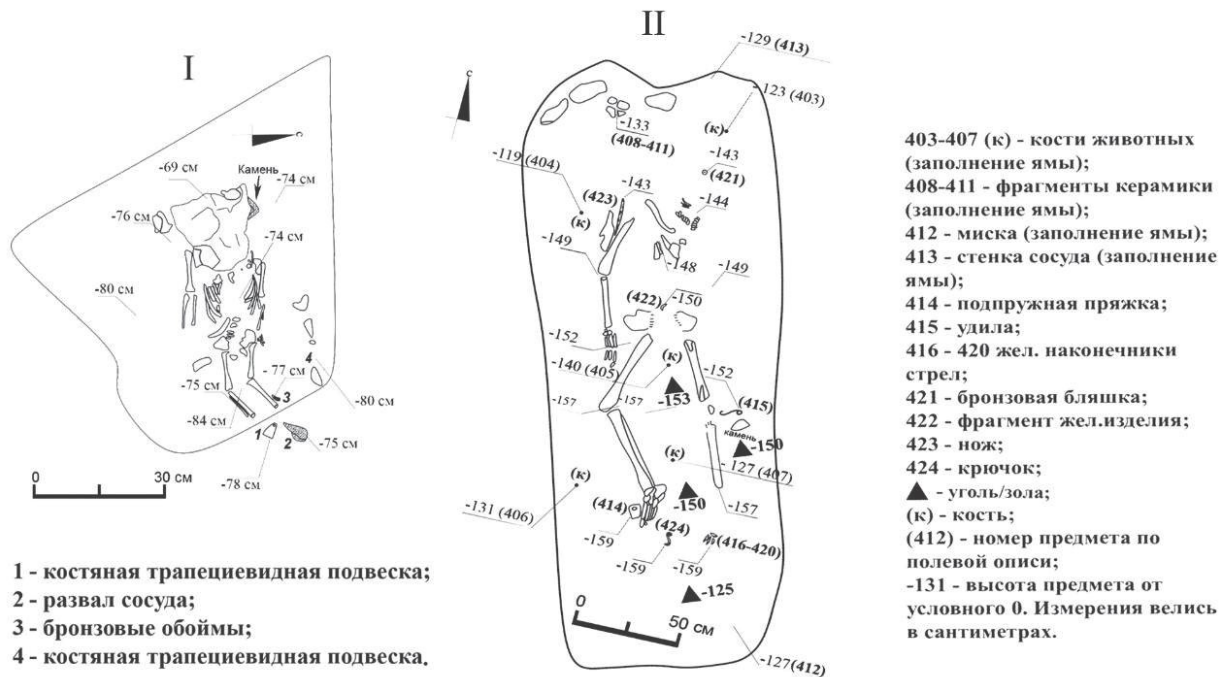 I
с
-69 см
Камень
-74 см
-76 см
-74 см
-80 см
4
4
-77 см
-75 см
3
-80 см
-84 см
1
2
-75 см
-78 см
0
30 см
1 - костяная трапециевидная подвеска;
2 - развал сосуда;
3 - бронзовые обоймы;
4 - костяная трапециевидная подвеска.
II
с
-129 (413)
-123 (403)
(к)
-133
(408-411)
-143
(421)
-119 (404)
(423)
-143
-144
(к)
-149
-148
-149
(422)
-150
-152
(к)
-140 (405)
-152
-153
-157
-157
(415)
камень
-150
(к)
-127 (407)
(к)
-150
-157
-131 (406)
(414)
(424)
(416-420)
-159
-159
-159
-125
0
50 см
-127(412)
403-407 (к) - кости животных
(заполнение ямы);
408-411 - фрагменты керамики
(заполнение ямы);
412 - миска (заполнение ямы);
413 - стенка сосуда (заполнение
ямы);
414 - подпружная пряжка;
415 - удила;
416 - 420 жел. наконечники
стрел;
421 - бронзовая бляшка;
422 - фрагмент жел.изделия;
423 - нож;
424 - крючок;
▲ - уголь/зола;
(к) - кость;
(412) - номер предмета по
полевой описи;
-131 - высота предмета от
условного 0. Измерения велись
в сантиметрах.